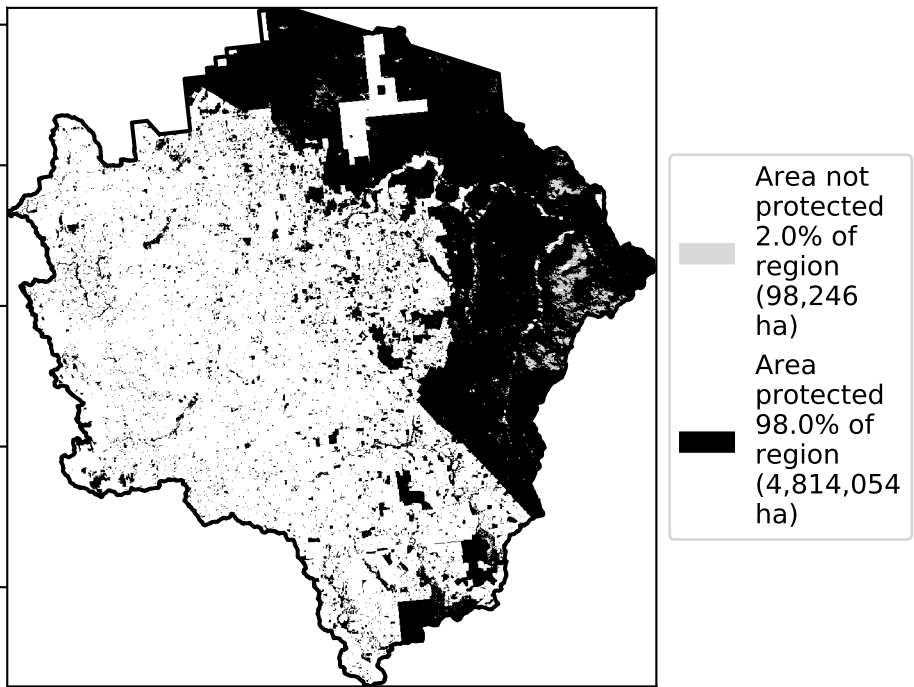 Area not
protected
2.0% of
region
(98,246
ha)
Area
protected
98.0% of
region
(4,814,054
ha)